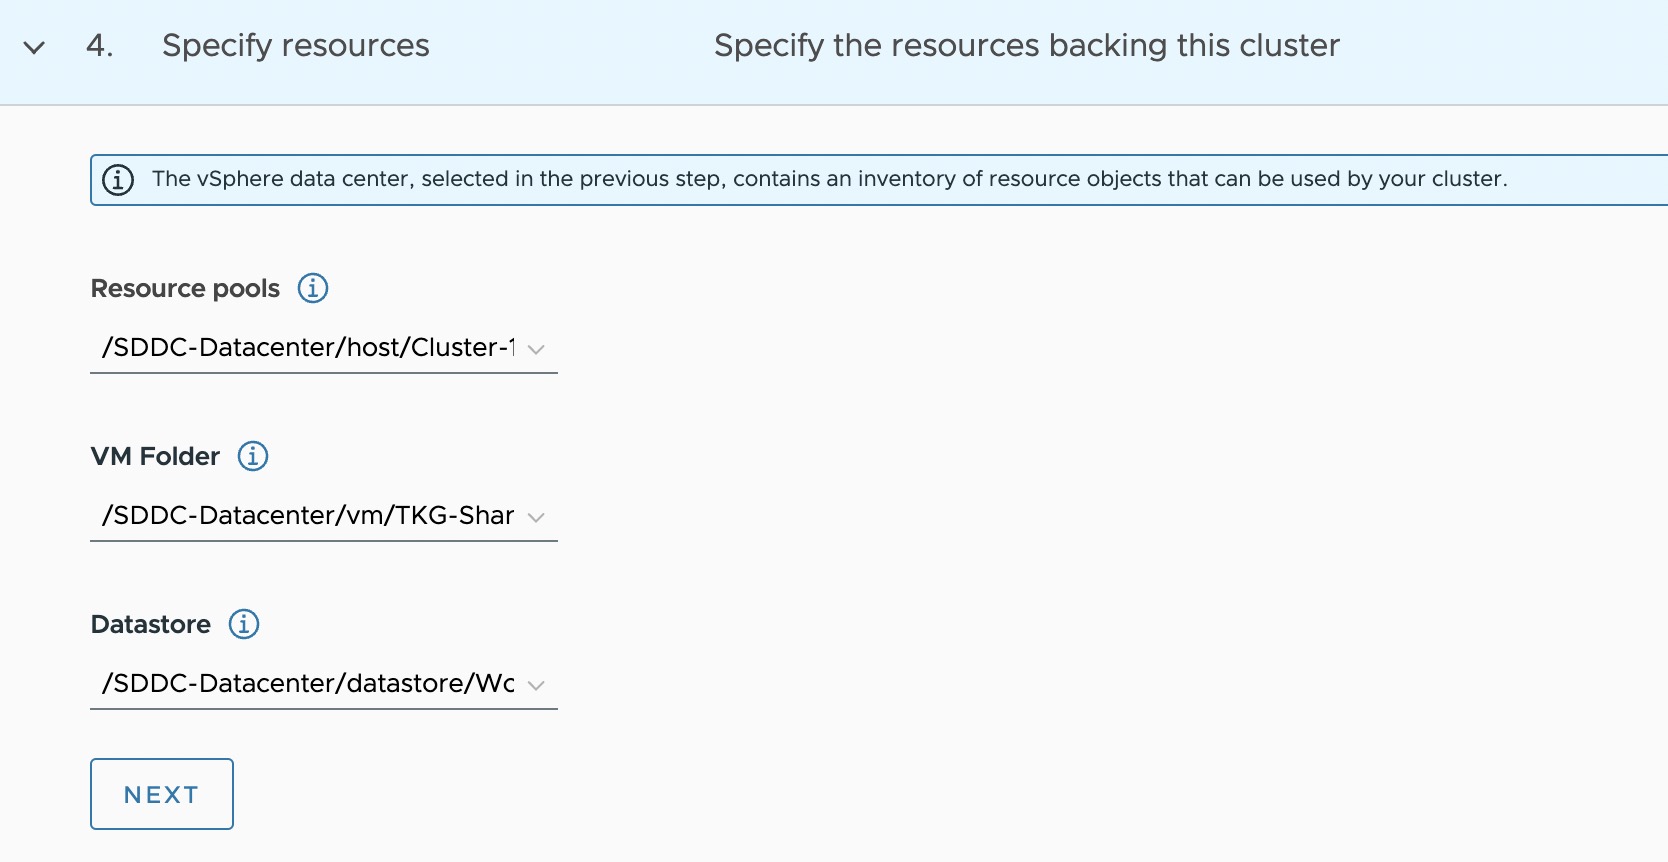 4. Specify resources Specify the resources backing this cluster
The vSphere data center, selected in the previous step, contains an inventory of resource objects that can be used by your cluster.
Resource pools
/SDDC-Datacenter/host/Cluster-1
VM Folder
/SDDC-Datacenter/vm/TKG-Shar
Datastore
/SDDC-Datacenter/datastore/Wo
NEXT